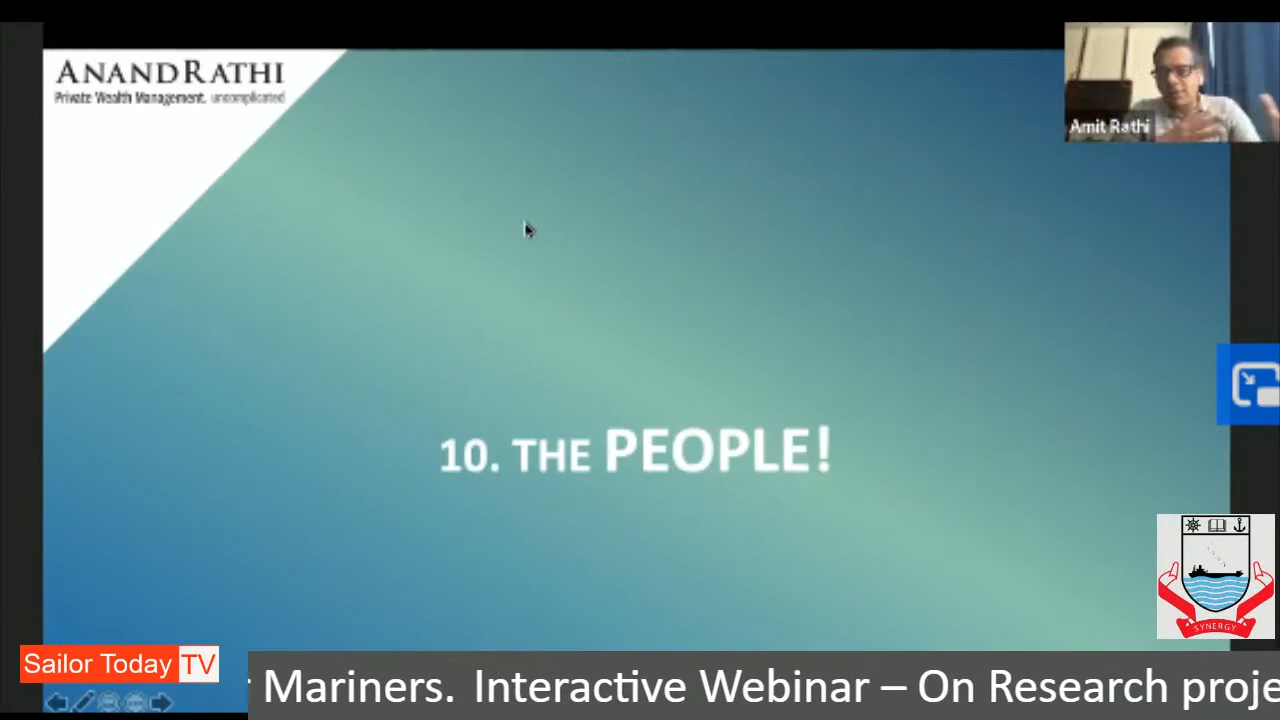 ANANDRATHI
Private Wealth Management. uncomplicated
Amit Rathi
10. THE PEOPLE!
SYNERGY
Sailor Today TV
Mariners. Interactive Webinar – On Research proje